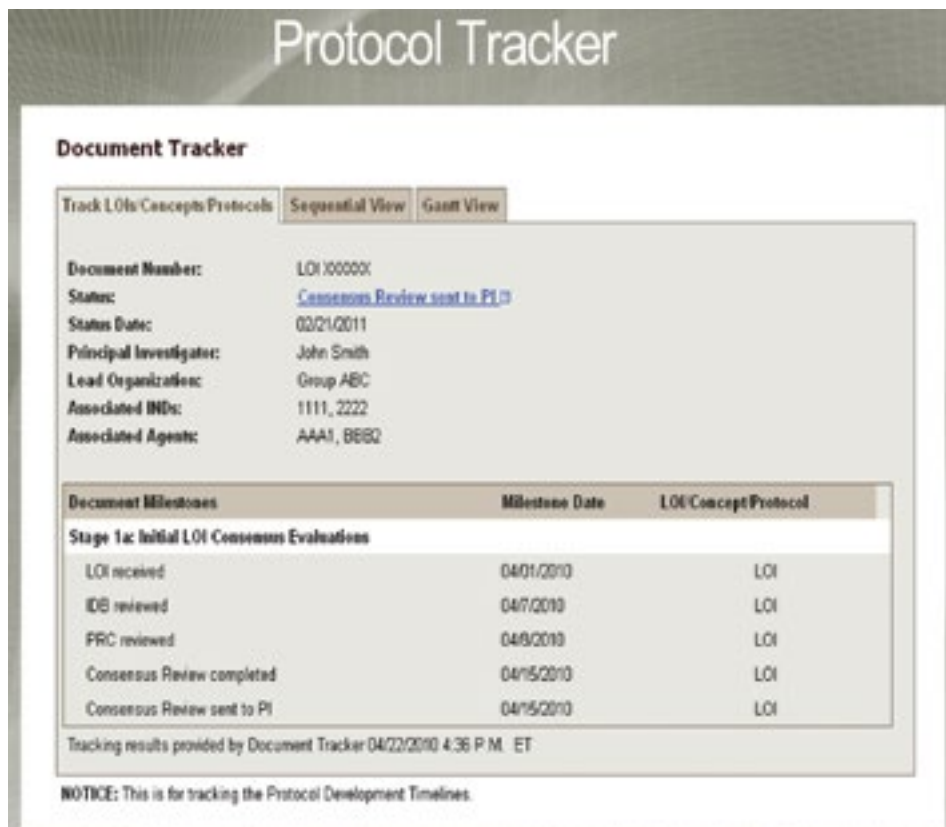 Protocol Tracker
Document Tracker
Track LOIs/Concepts/Protocols Sequential View Gantt View
Document Number: LOI XXXXX
Status: Consensus Review sent to PI
Status Date: 02/21/2011
Principal Investigator: John Smith
Lead Organization: Group ABC
Associated INDs: 1111, 2222
Associated Agents: AAA1, BBB2
Document Milestones Milestone Date LOI/Concept/Protocol
Stage 1a: Initial LOI Consensus Evaluations
LOI received 04/01/2010 LOI
IDB reviewed 04/7/2010 LOI
PRC reviewed 04/8/2010 LOI
Consensus Review completed 04/15/2010 LOI
Consensus Review sent to PI 04/15/2010 LOI
Tracking results provided by Document Tracker 04/22/2010 4:36 P.M. ET
NOTICE: This is for tracking the Protocol Development Timelines.